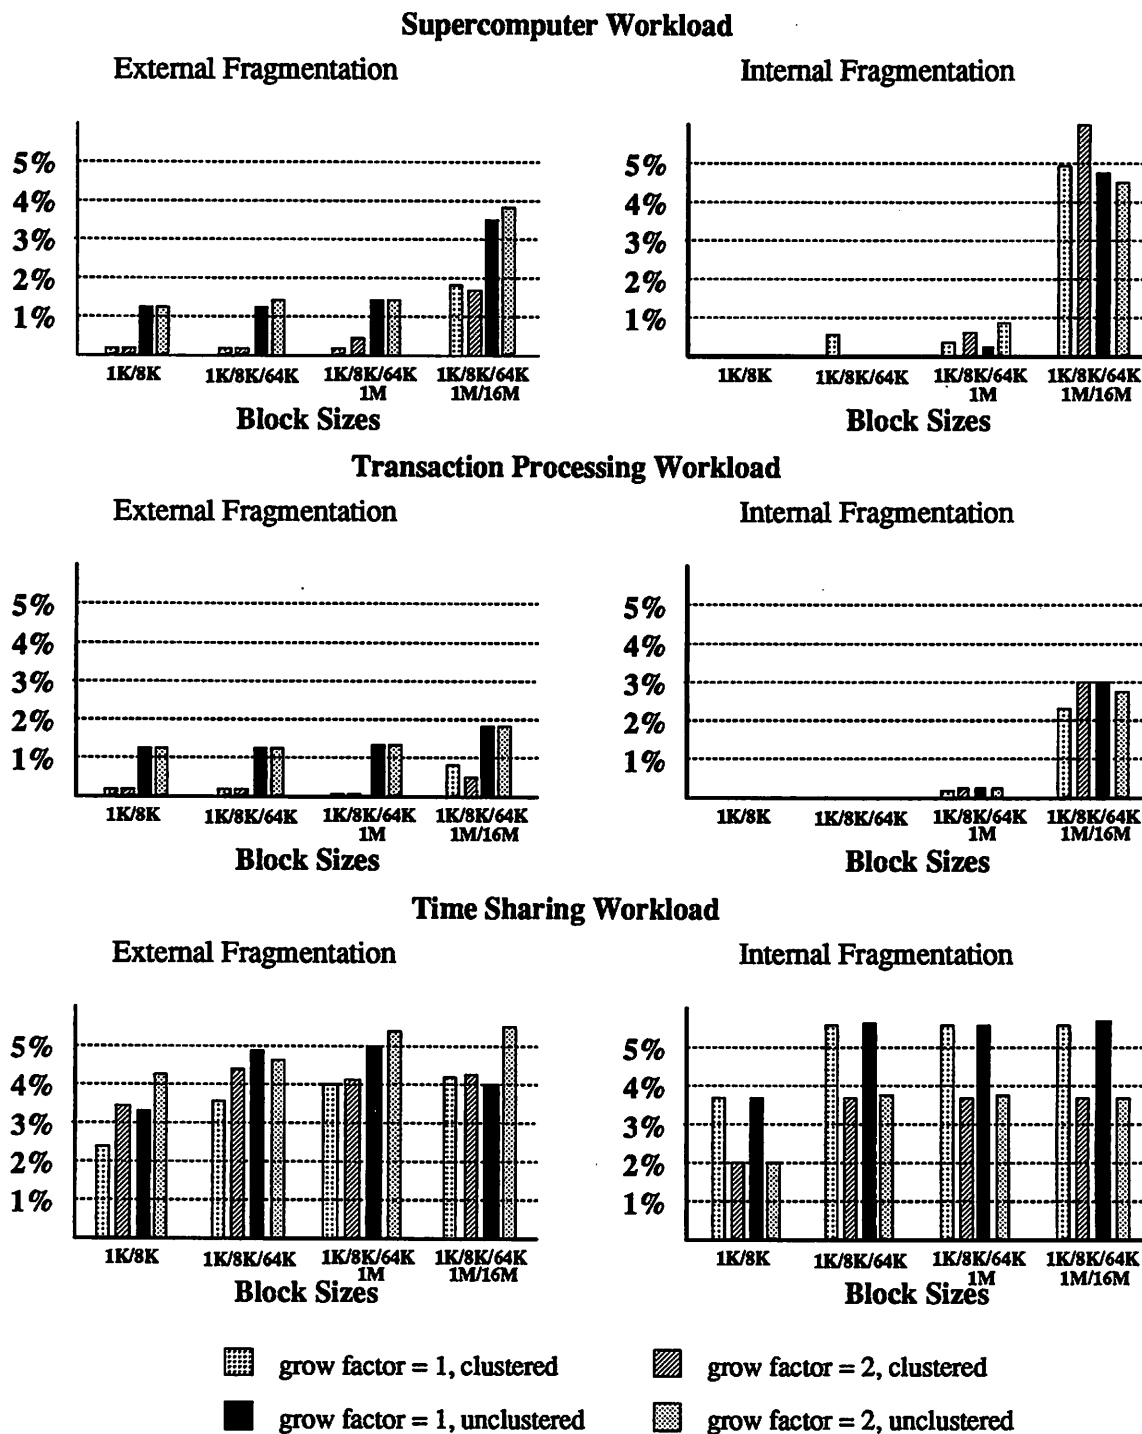 Supercomputer Workload
External Fragmentation
Internal Fragmentation
5%
4%
3%
2%
1%
1K/8K
1K/8K/64K
1K/8K/64K
1M
1K/8K/64K
1M/16M
Block Sizes
5%
4%
3%
2%
1%
1K/8K
1K/8K/64K
1K/8K/64K
1M
1K/8K/64K
1M/16M
Block Sizes
Transaction Processing Workload
External Fragmentation
Internal Fragmentation
5%
4%
3%
2%
1%
1K/8K
1K/8K/64K
1K/8K/64K
1M
1K/8K/64K
1M/16M
Block Sizes
5%
4%
3%
2%
1%
1K/8K
1K/8K/64K
1K/8K/64K
1M
1K/8K/64K
1M/16M
Block Sizes
Time Sharing Workload
External Fragmentation
Internal Fragmentation
5%
4%
3%
2%
1%
1K/8K
1K/8K/64K
1K/8K/64K
1M
1K/8K/64K
1M/16M
Block Sizes
5%
4%
3%
2%
1%
1K/8K
1K/8K/64K
1K/8K/64K
1M
1K/8K/64K
1M/16M
Block Sizes
grow factor = 1, clustered
grow factor = 2, clustered
grow factor = 1, unclustered
grow factor = 2, unclustered